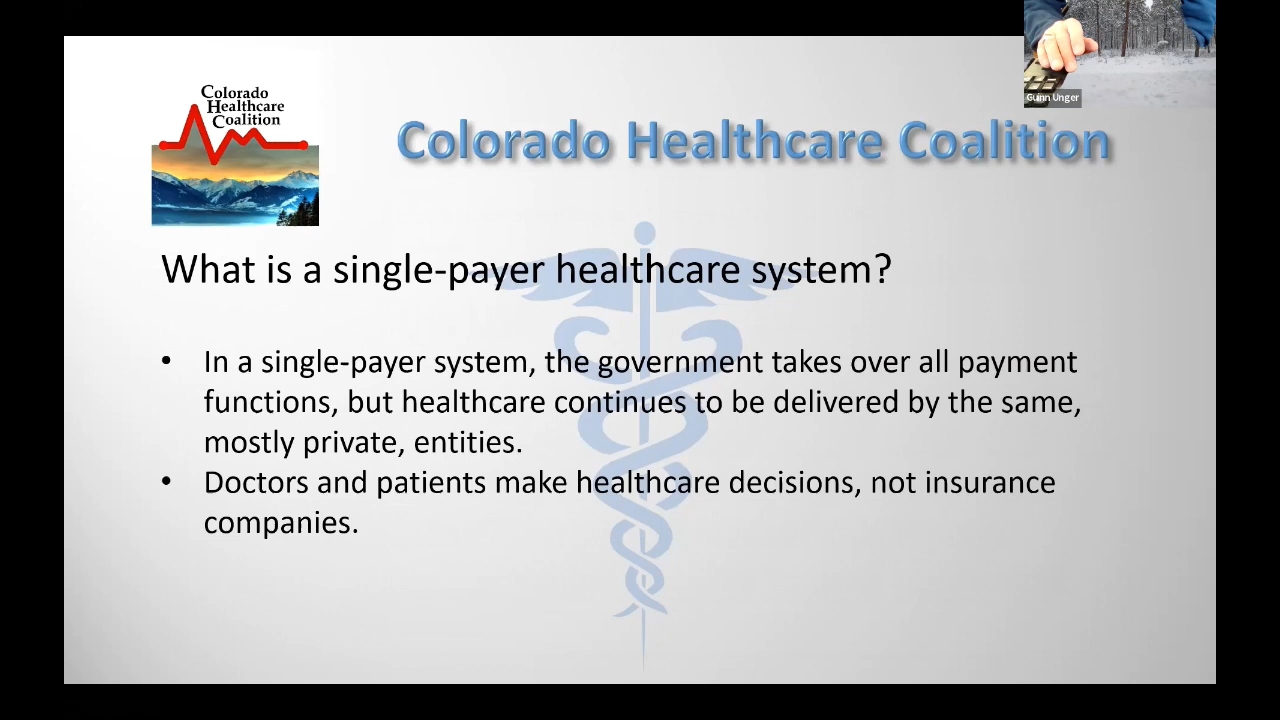 Colorado
Healthcare
Coalition
Guinn Unger
Colorado Healthcare Coalition
What is a single-payer healthcare system?
• In a single-payer system, the government takes over all payment
functions, but healthcare continues to be delivered by the same,
mostly private, entities.
• Doctors and patients make healthcare decisions, not insurance
companies.